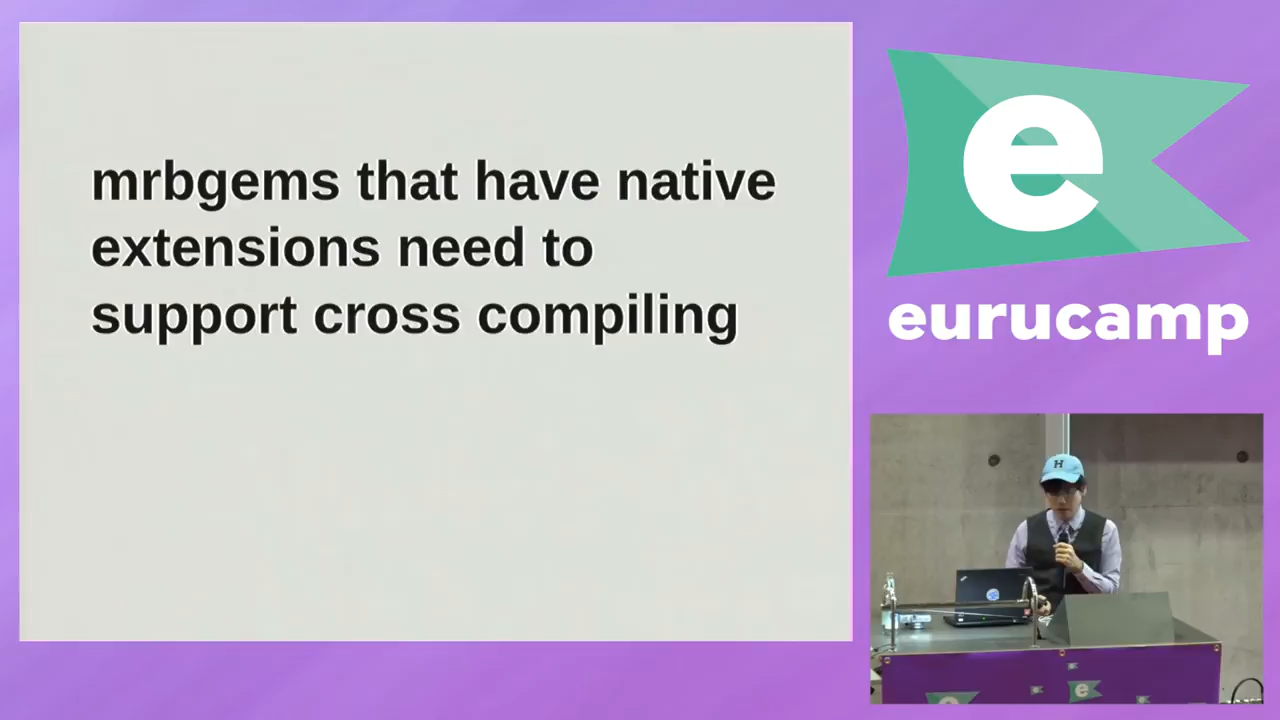 mrbgems that have native
extensions need to
support cross compiling
e
eurucamp
H
e